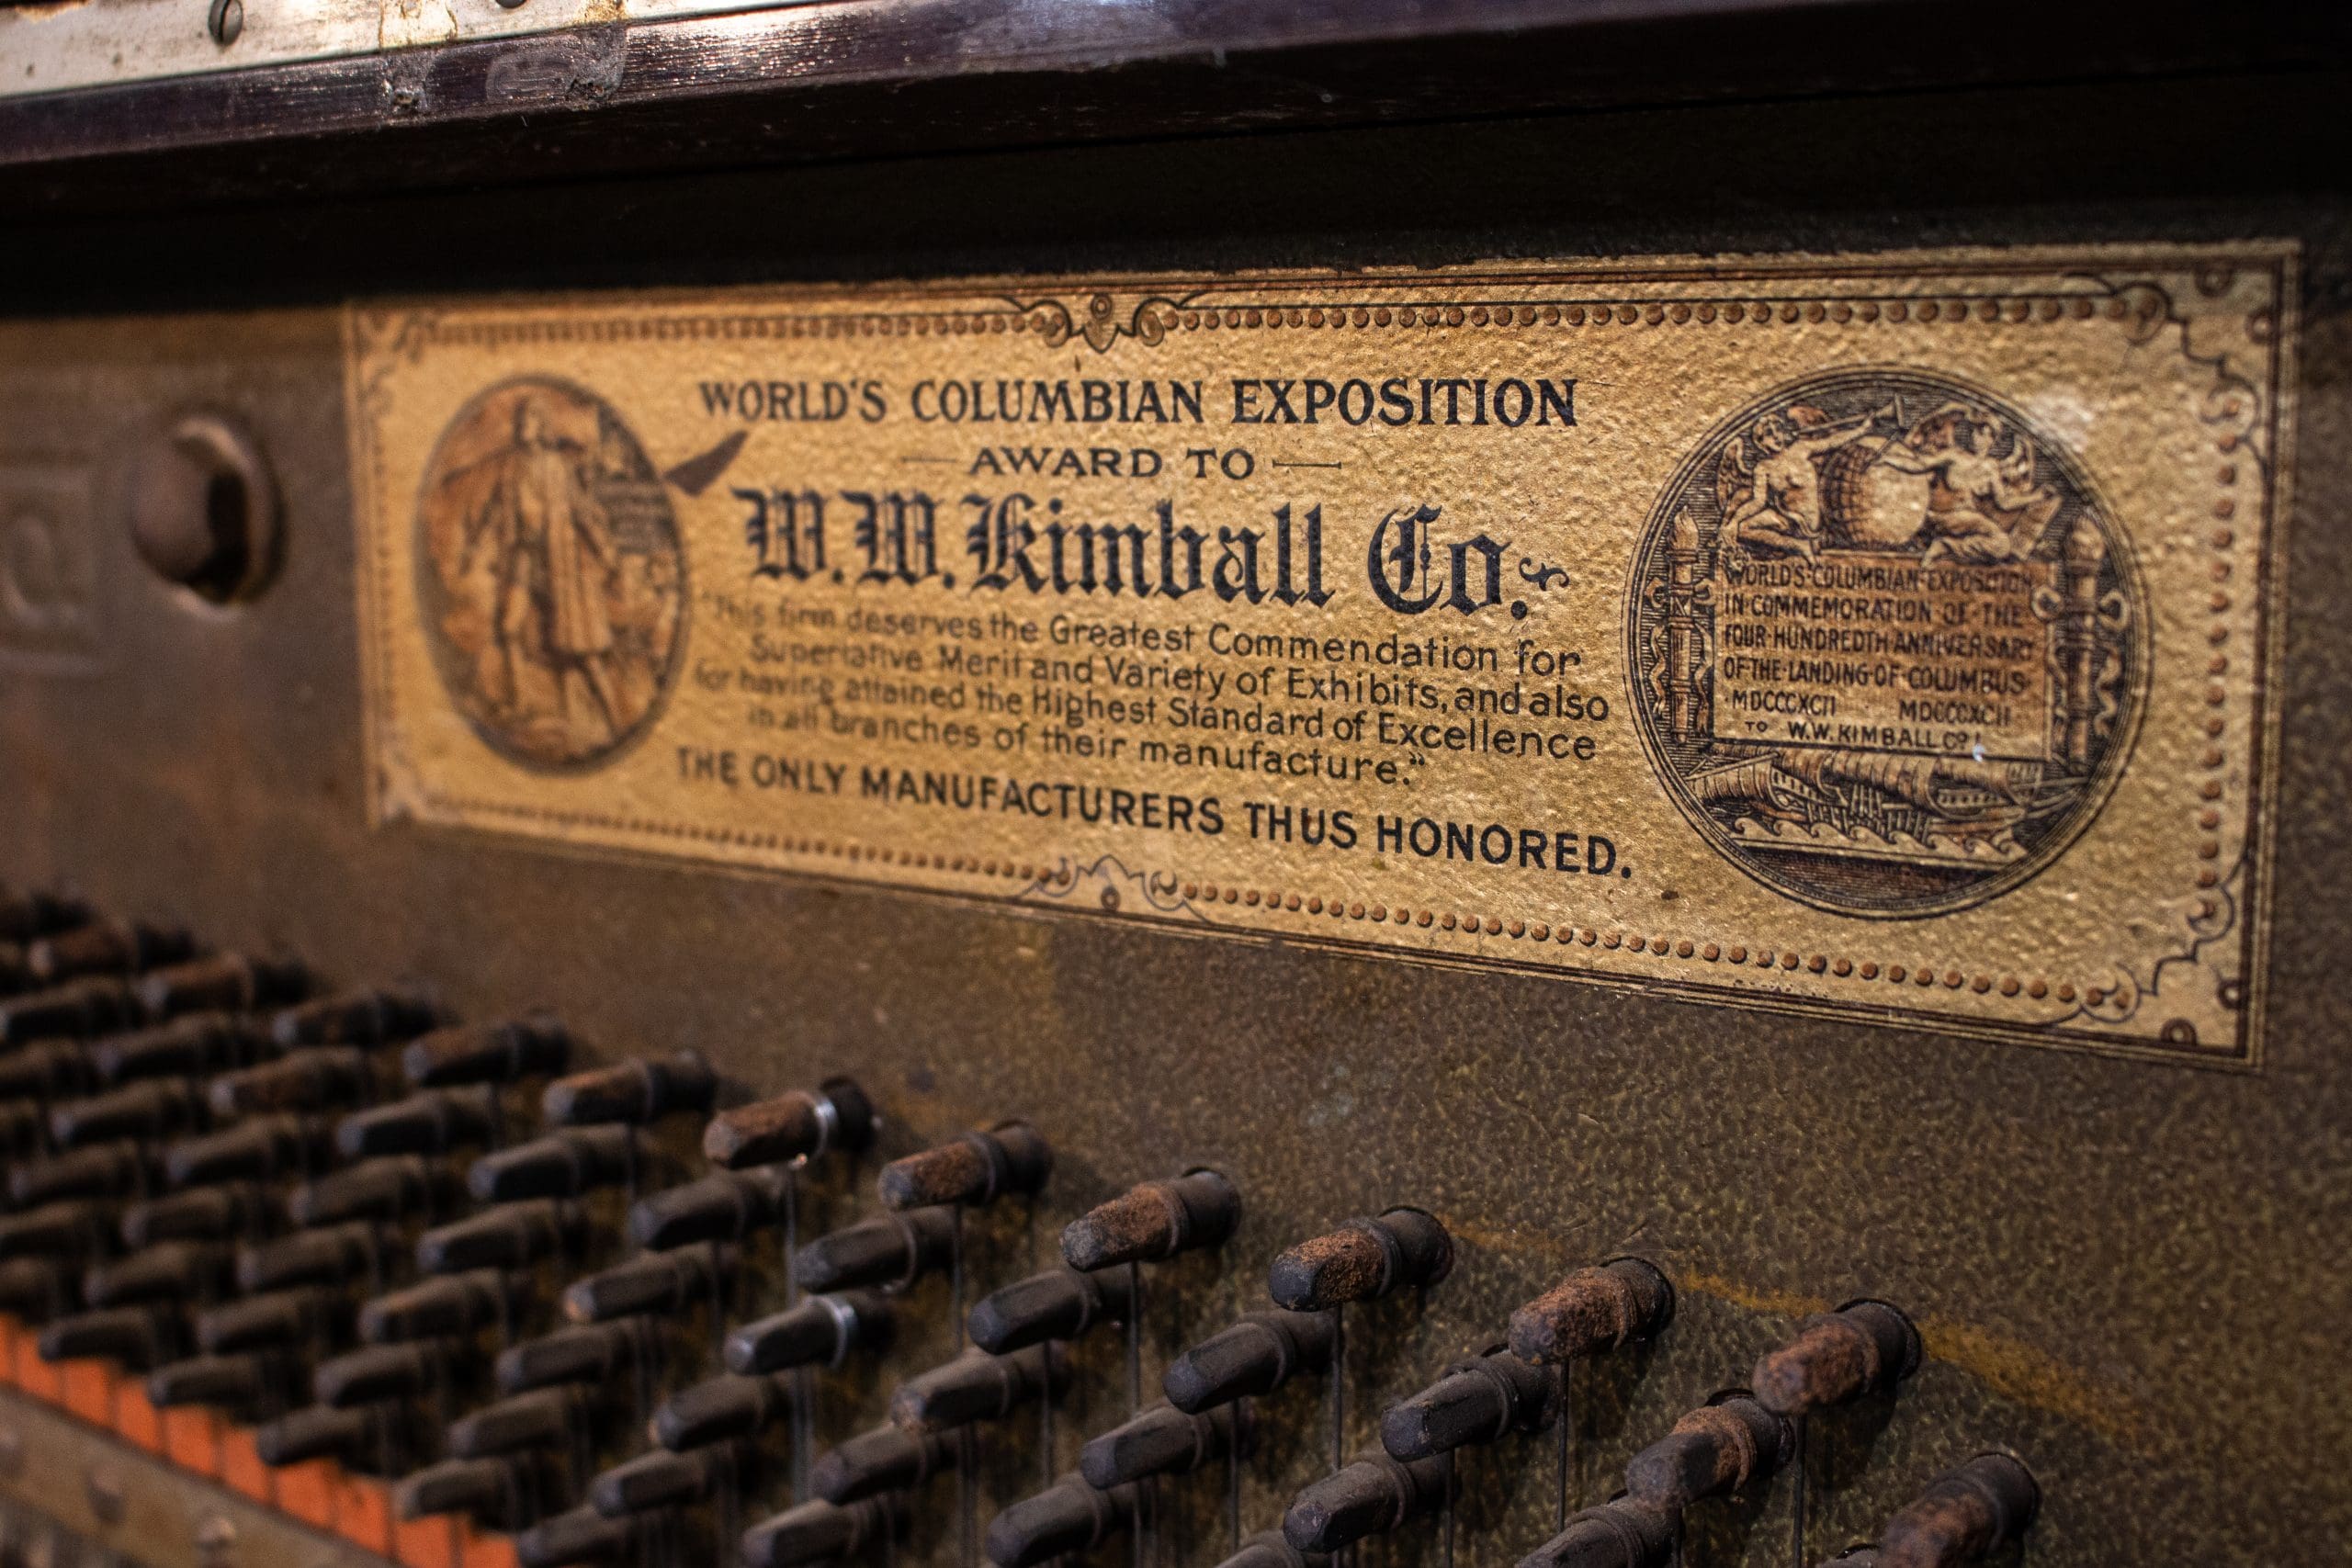 WORLD'S COLUMBIAN EXPOSITION
AWARD TO
W.W. Kimball Co.
"This firm deserves the Greatest Commendation for
Superlative Merit and Variety of Exhibits, and also
for having attained the Highest Standard of Excellence
in all branches of their manufacture."
THE ONLY MANUFACTURERS THUS HONORED.
WORLD'S·COLUMBIAN·EXPOSITION
IN·COMMEMORATION·OF·THE
FOUR·HUNDREDTH·ANNIVERSARY
OF·THE·LANDING·OF·COLUMBUS·
·MDCCCXCII MDCCCXCII·
TO W.W. KIMBALL CO!